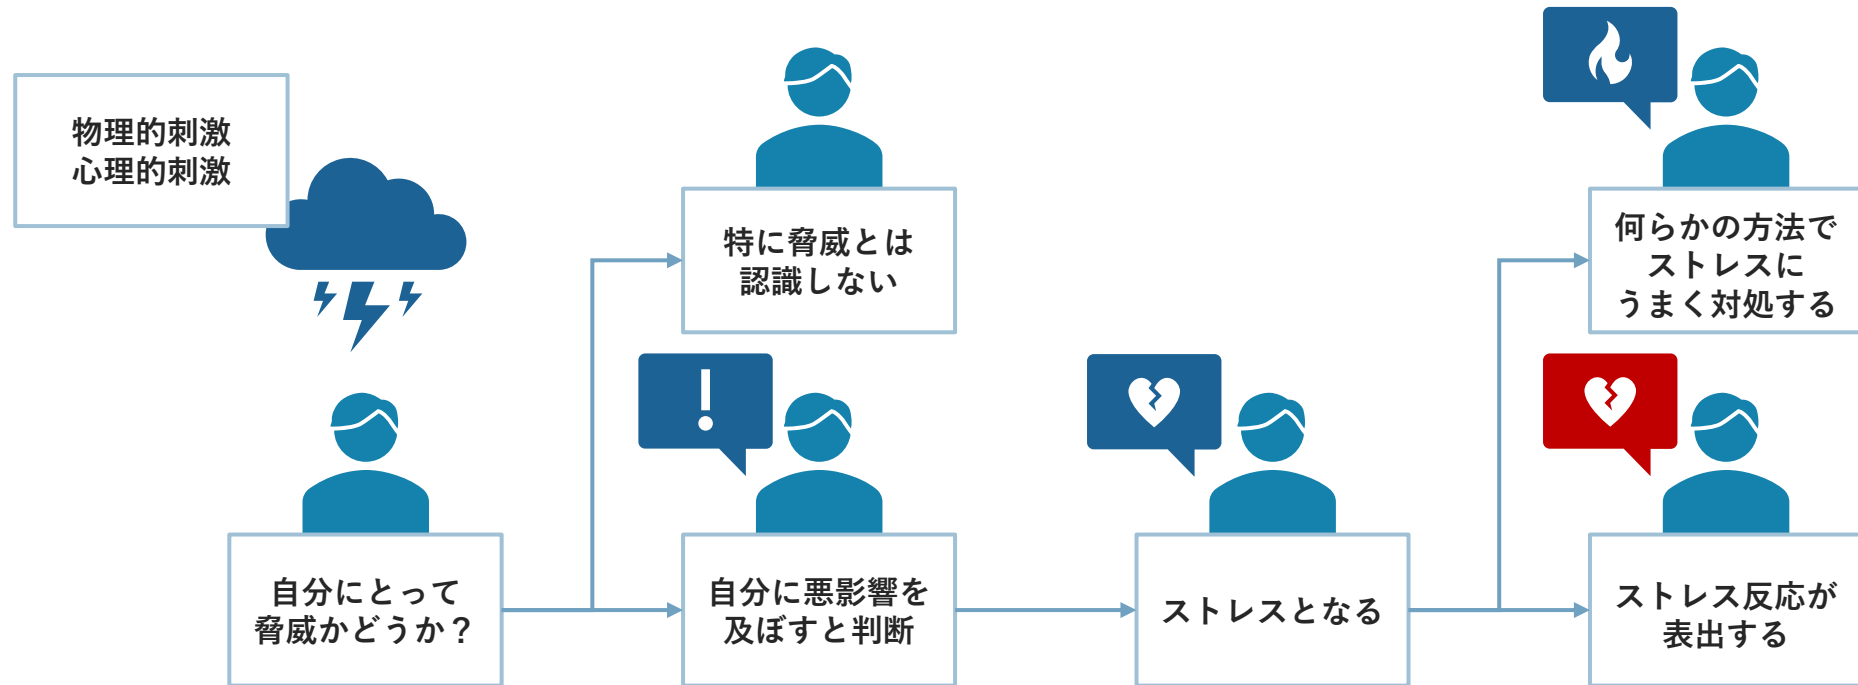 物理的刺激
心理的刺激
自分にとって
脅威かどうか？
特に脅威とは
認識しない
自分に悪影響を
及ぼすと判断
ストレスとなる
何らかの方法で
ストレスに
うまく対処する
ストレス反応が
表出する